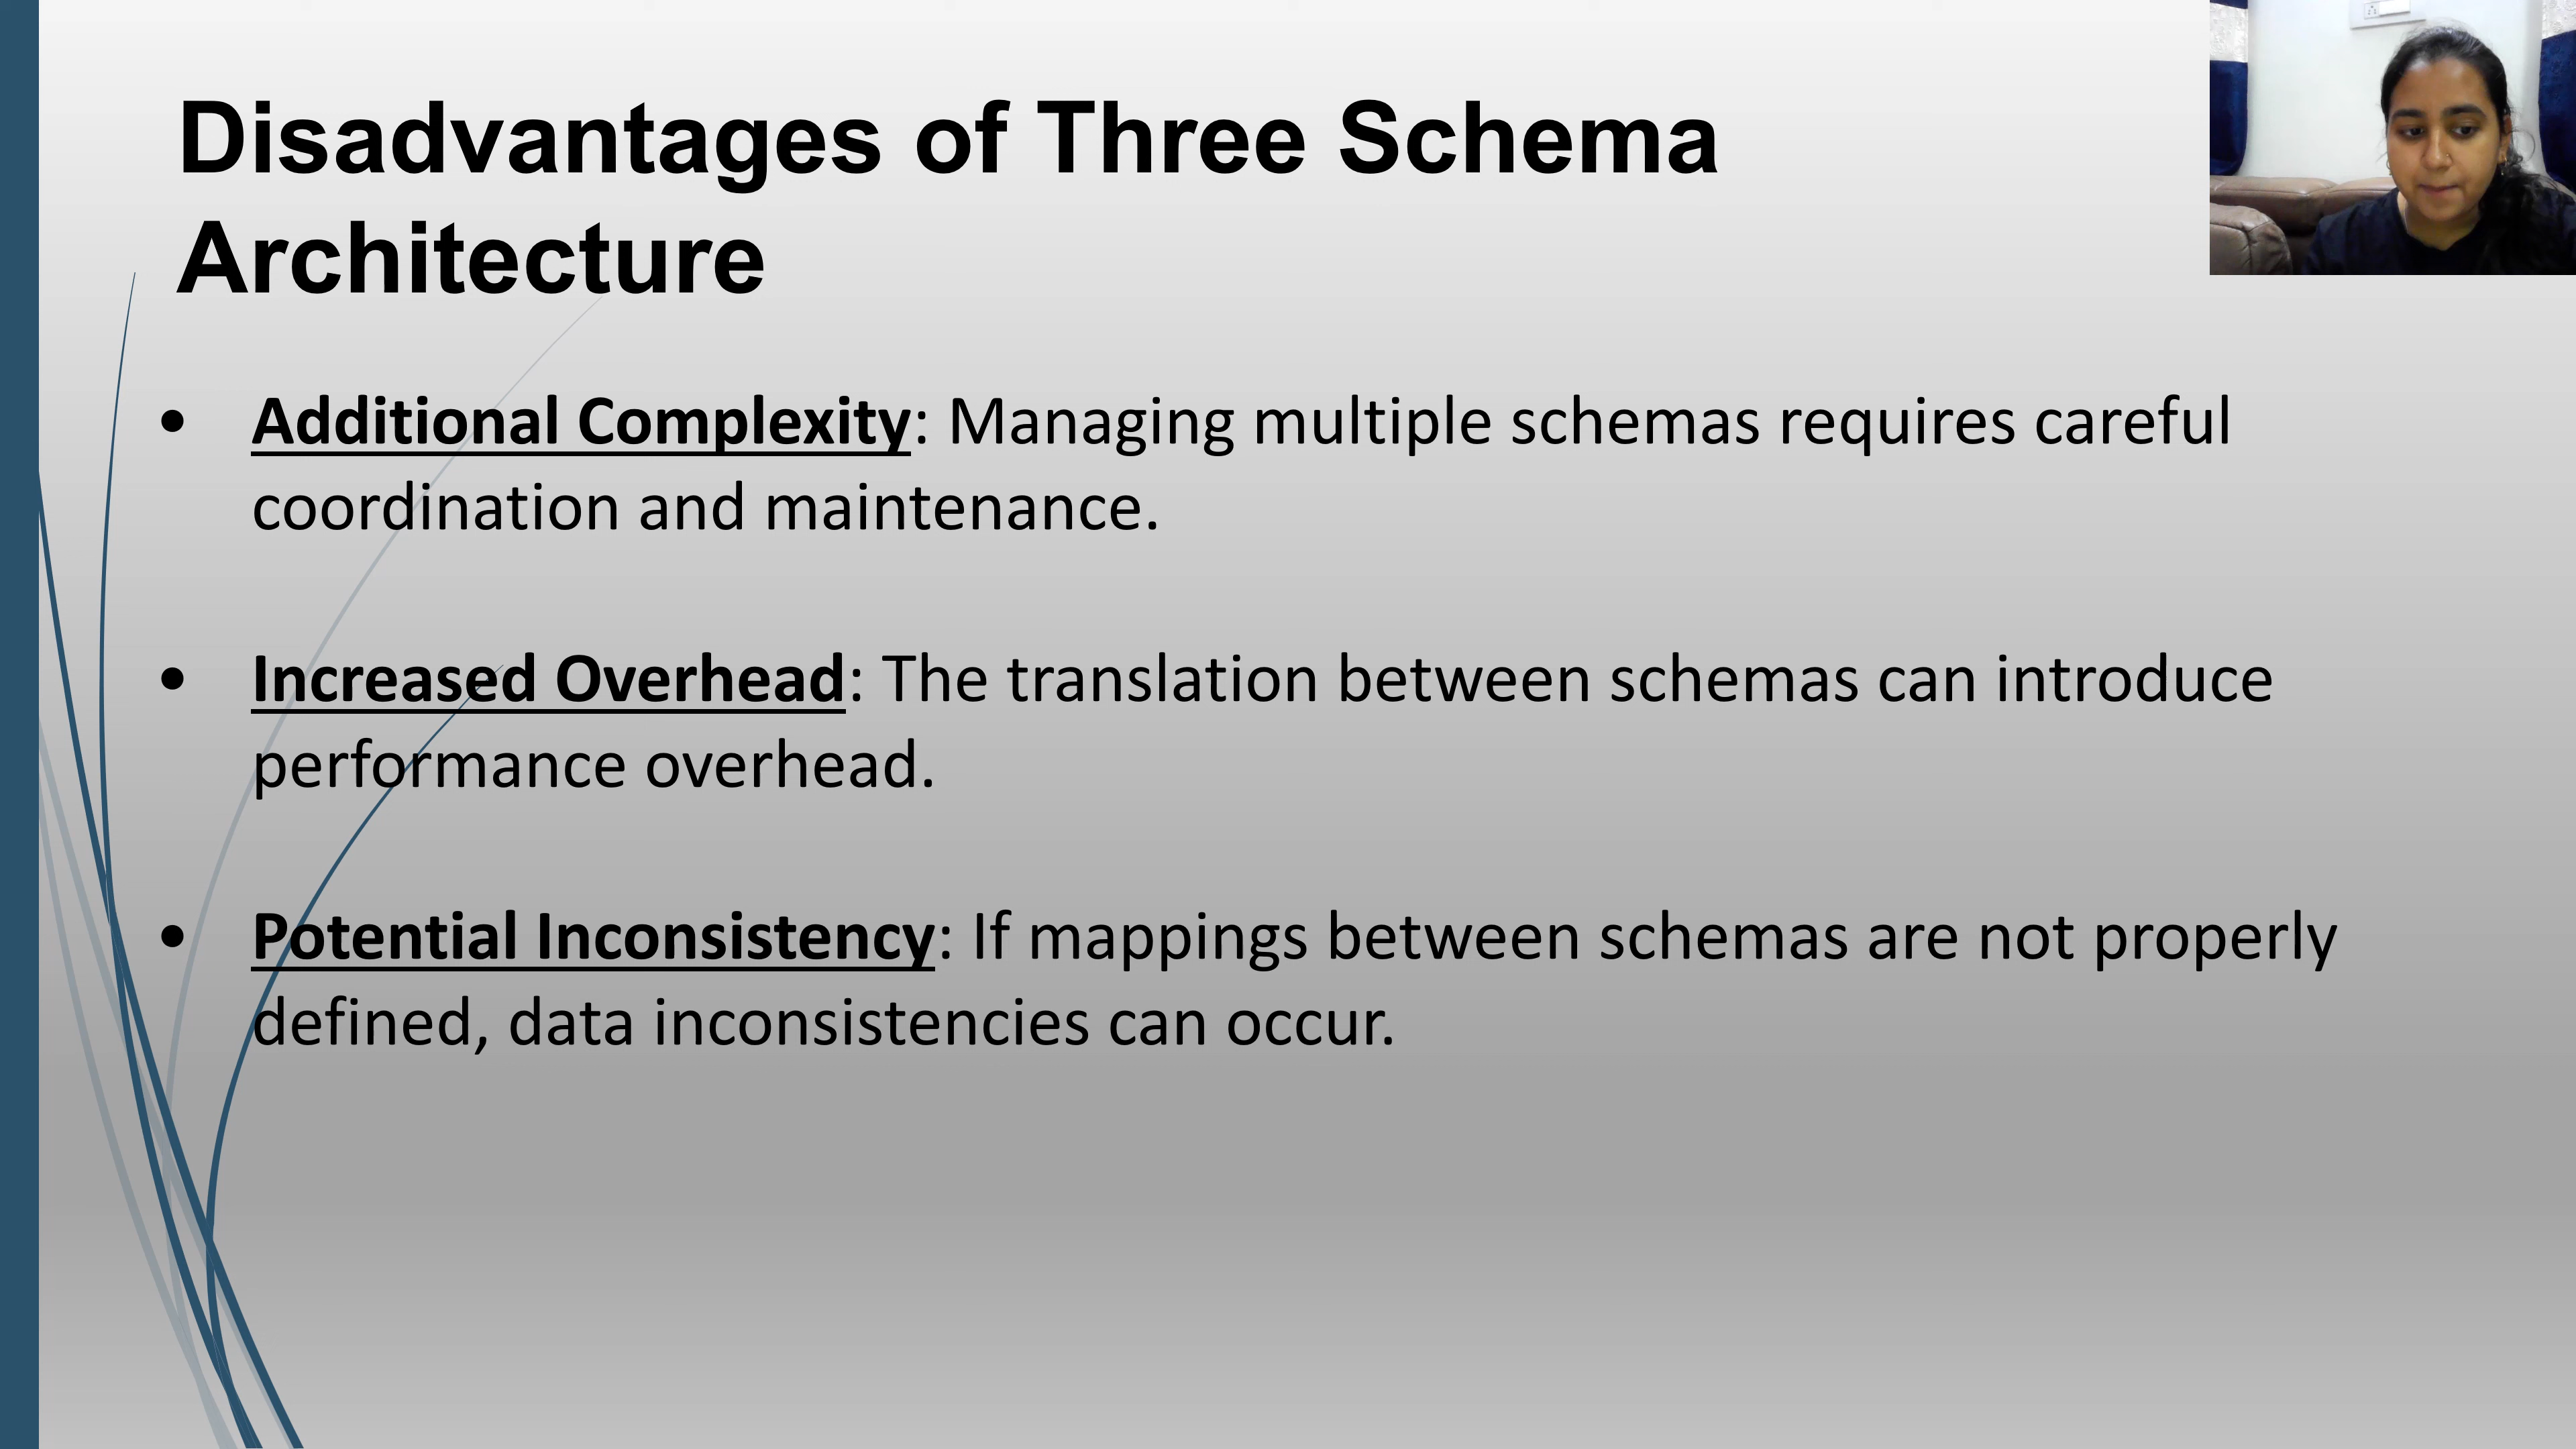 Disadvantages of Three Schema
Architecture
• Additional Complexity: Managing multiple schemas requires careful
coordination and maintenance.
• Increased Overhead: The translation between schemas can introduce
performance overhead.
• Potential Inconsistency: If mappings between schemas are not properly
defined, data inconsistencies can occur.